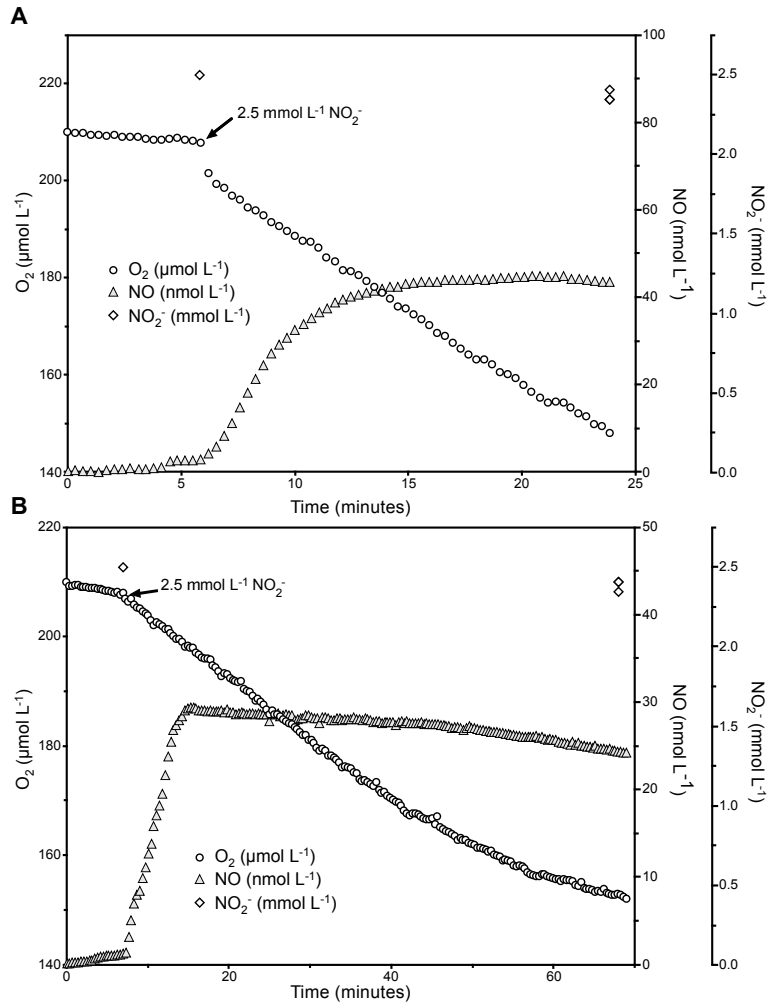 A
220
200
180
160
140
O₂ (μmol L⁻¹)
2.5 mmol L⁻¹ NO₂⁻
O₂ (μmol L⁻¹)
NO (nmol L⁻¹)
NO₂⁻ (mmol L⁻¹)
100
80
60
40
20
0
NO (nmol L⁻¹)
2.5
2.0
1.5
1.0
0.5
0.0
NO₂⁻ (mmol L⁻¹)
0 5 10 15 20 25
Time (minutes)
B
220
200
180
160
140
O₂ (μmol L⁻¹)
2.5 mmol L⁻¹ NO₂⁻
O₂ (μmol L⁻¹)
NO (nmol L⁻¹)
NO₂⁻ (mmol L⁻¹)
50
40
30
20
10
0
NO (nmol L⁻¹)
2.5
2.0
1.5
1.0
0.5
0.0
NO₂⁻ (mmol L⁻¹)
0 20 40 60
Time (minutes)